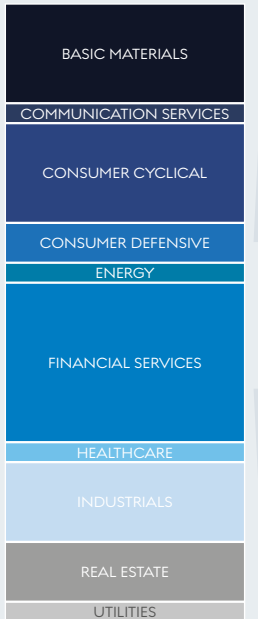 BASIC MATERIALS
COMMUNICATION SERVICES
CONSUMER CYCLICAL
CONSUMER DEFENSIVE
ENERGY
FINANCIAL SERVICES
HEALTHCARE
INDUSTRIALS
REAL ESTATE
UTILITIES